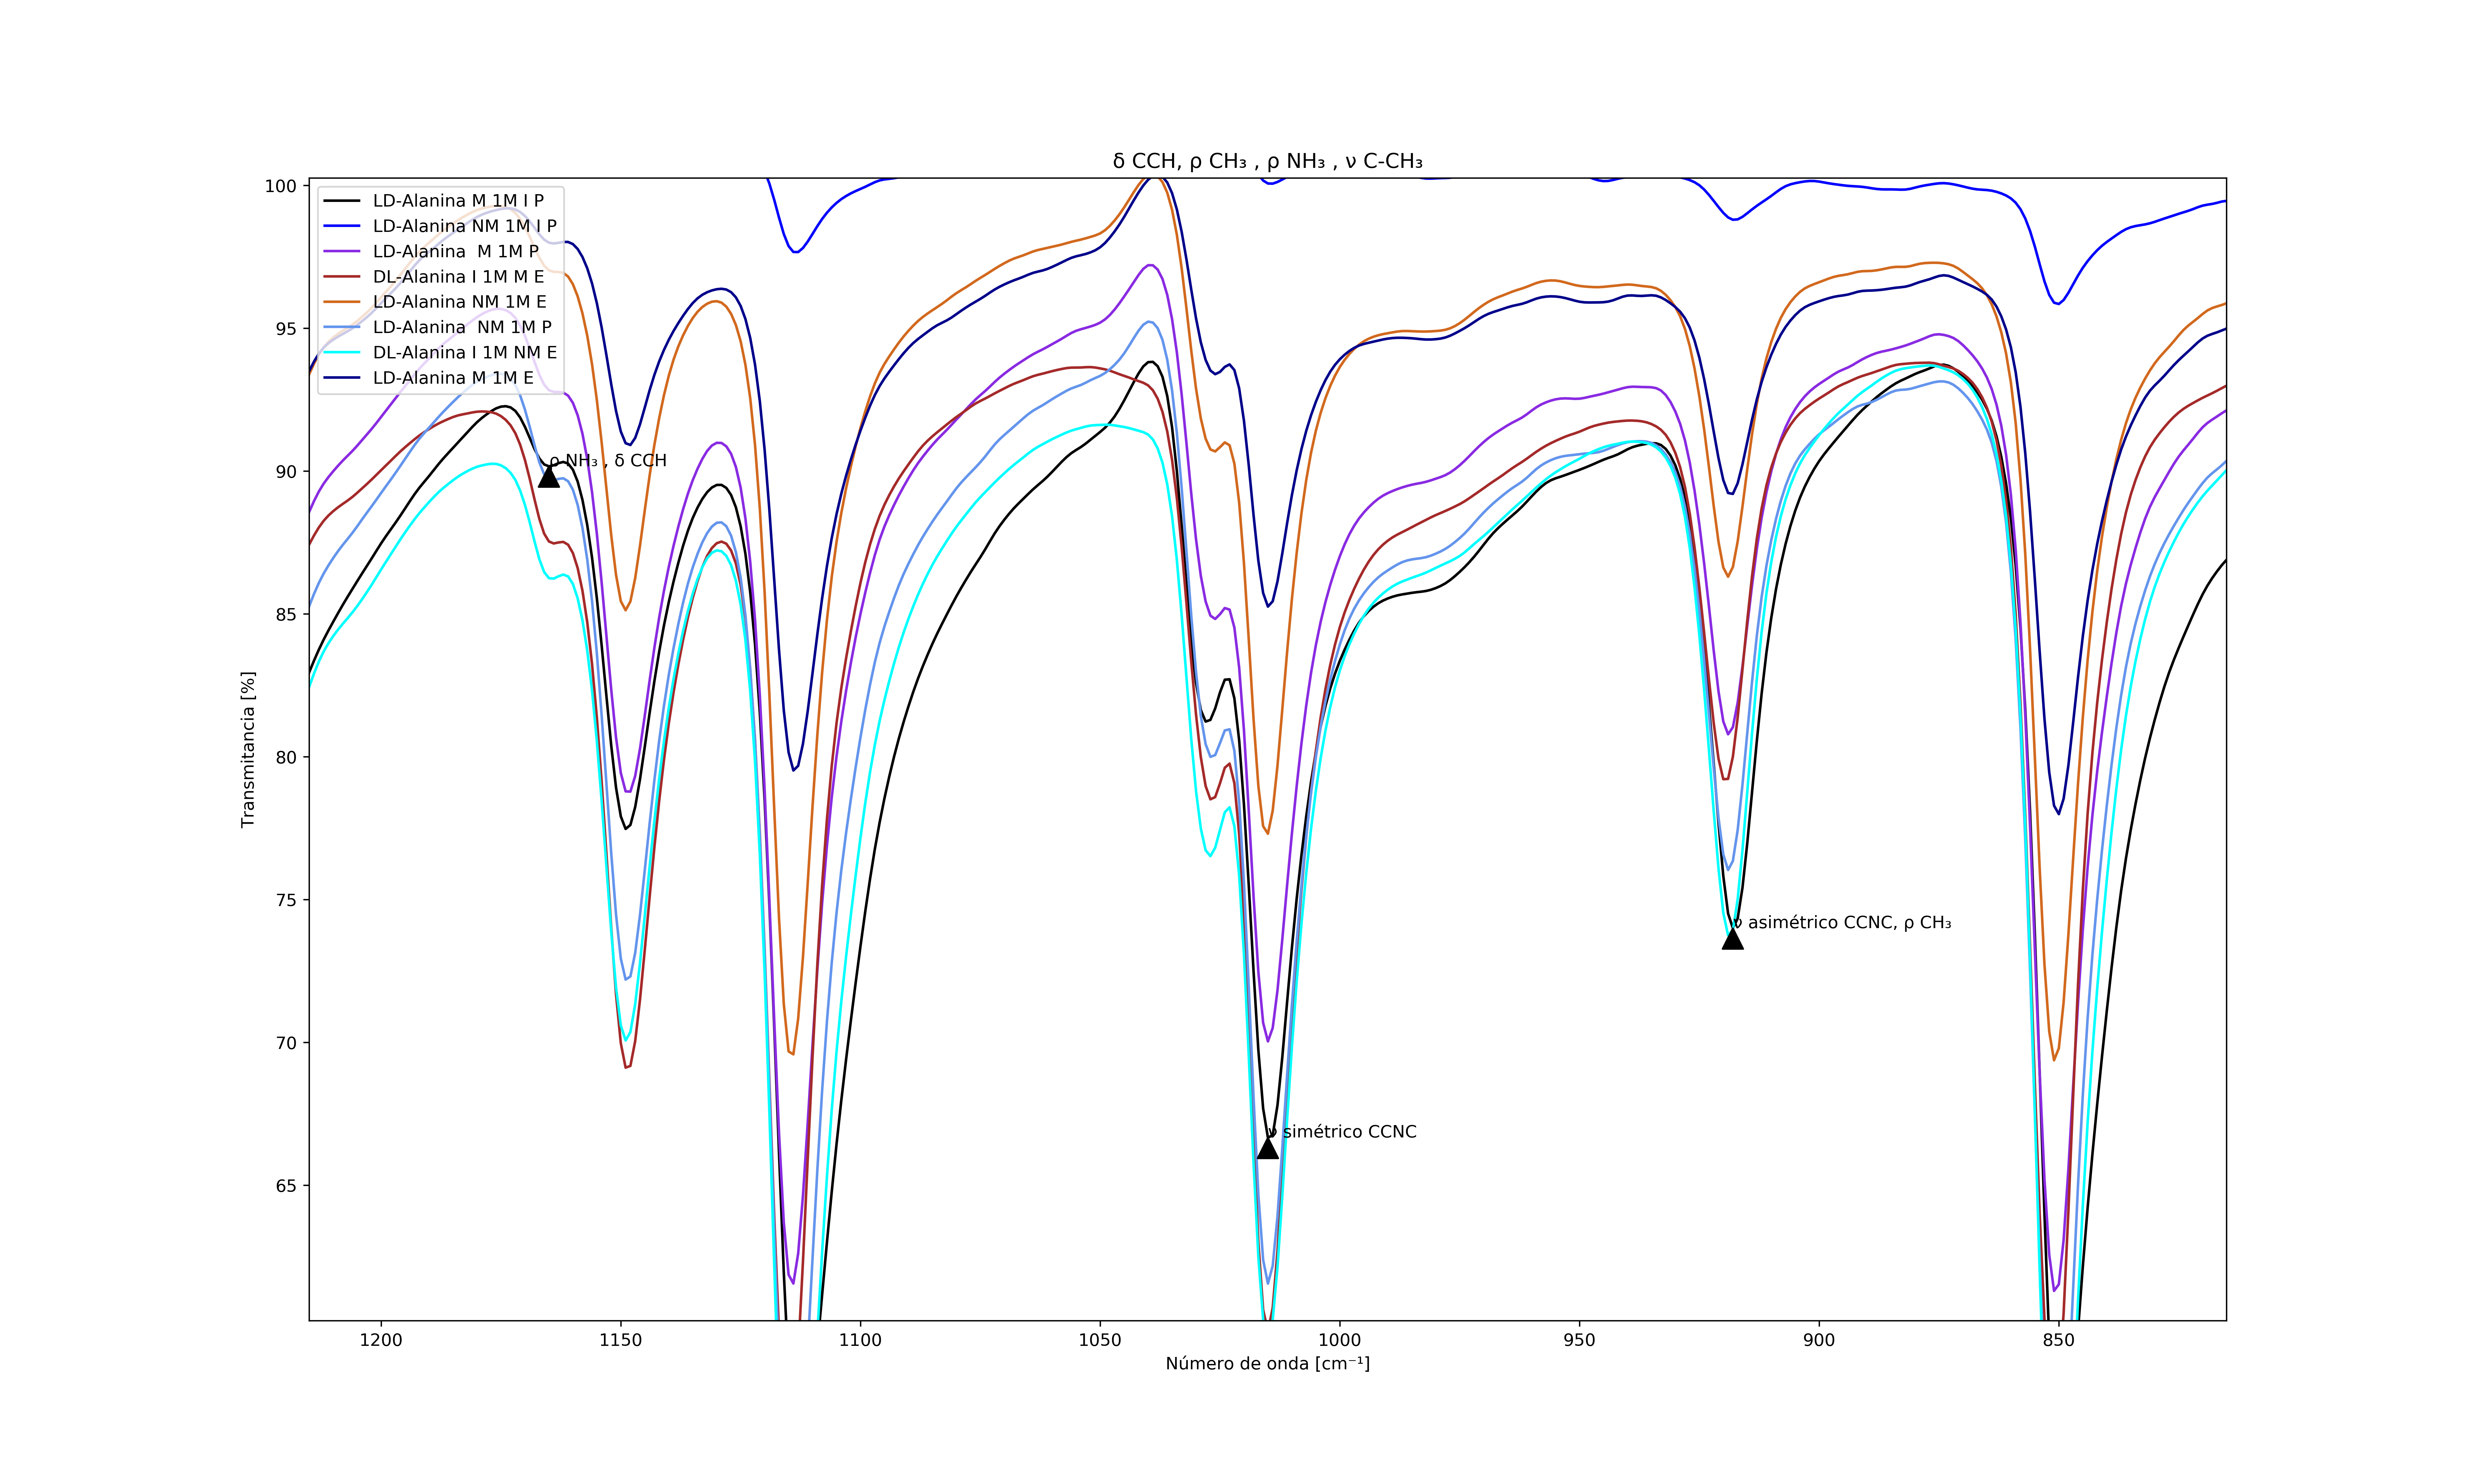 δ CCH, ρ CH₃ , ρ NH₃ , ν C-CH₃
100
95
90
85
80
75
70
65
Transmitancia [%]
LD-Alanina M 1M I P
LD-Alanina NM 1M I P
LD-Alanina  M 1M P
DL-Alanina I 1M M E
LD-Alanina NM 1M E
LD-Alanina  NM 1M P
DL-Alanina I 1M NM E
LD-Alanina M 1M E
ρ NH₃ , δ CCH
ν asimétrico CCNC, ρ CH₃
ν simétrico CCNC
1200
1150
1100
1050
1000
950
900
850
Número de onda [cm⁻¹]